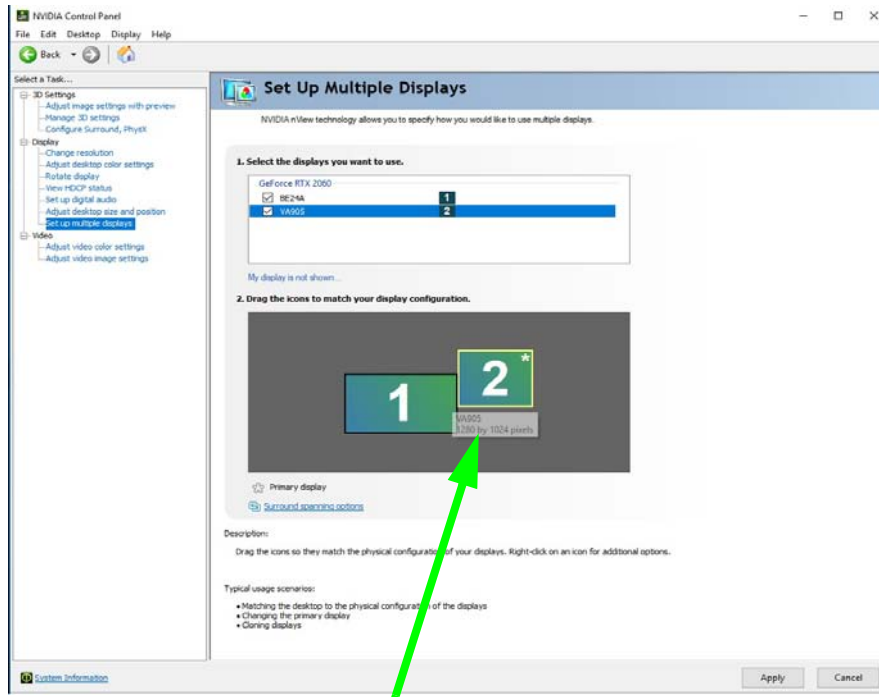 NVIDIA Control Panel
File Edit Desktop Display Help
Back
Select a Task...
3D Settings
Adjust image settings with preview
Manage 3D settings
Configure Surround, PhysX
Display
Change resolution
Adjust desktop color settings
Rotate display
View HDCP status
Set up digital audio
Adjust desktop size and position
Set up multiple displays
Video
Adjust video color settings
Adjust video image settings
System Information
Set Up Multiple Displays
NVIDIA nView technology allows you to specify how you would like to use multiple displays.
1. Select the displays you want to use.
GeForce RTX 2060
BE24A 1
VA905 2
My display is not shown...
2. Drag the icons to match your display configuration.
1
2 *
VA905
1280 by 1024 pixels
Primary display
Surround spanning options
Description:
Drag the icons so they match the physical configuration of your displays. Right-click on an icon for additional options.
Typical usage scenarios:
• Matching the desktop to the physical configuration of the displays
• Changing the primary display
• Cloning displays
Apply Cancel